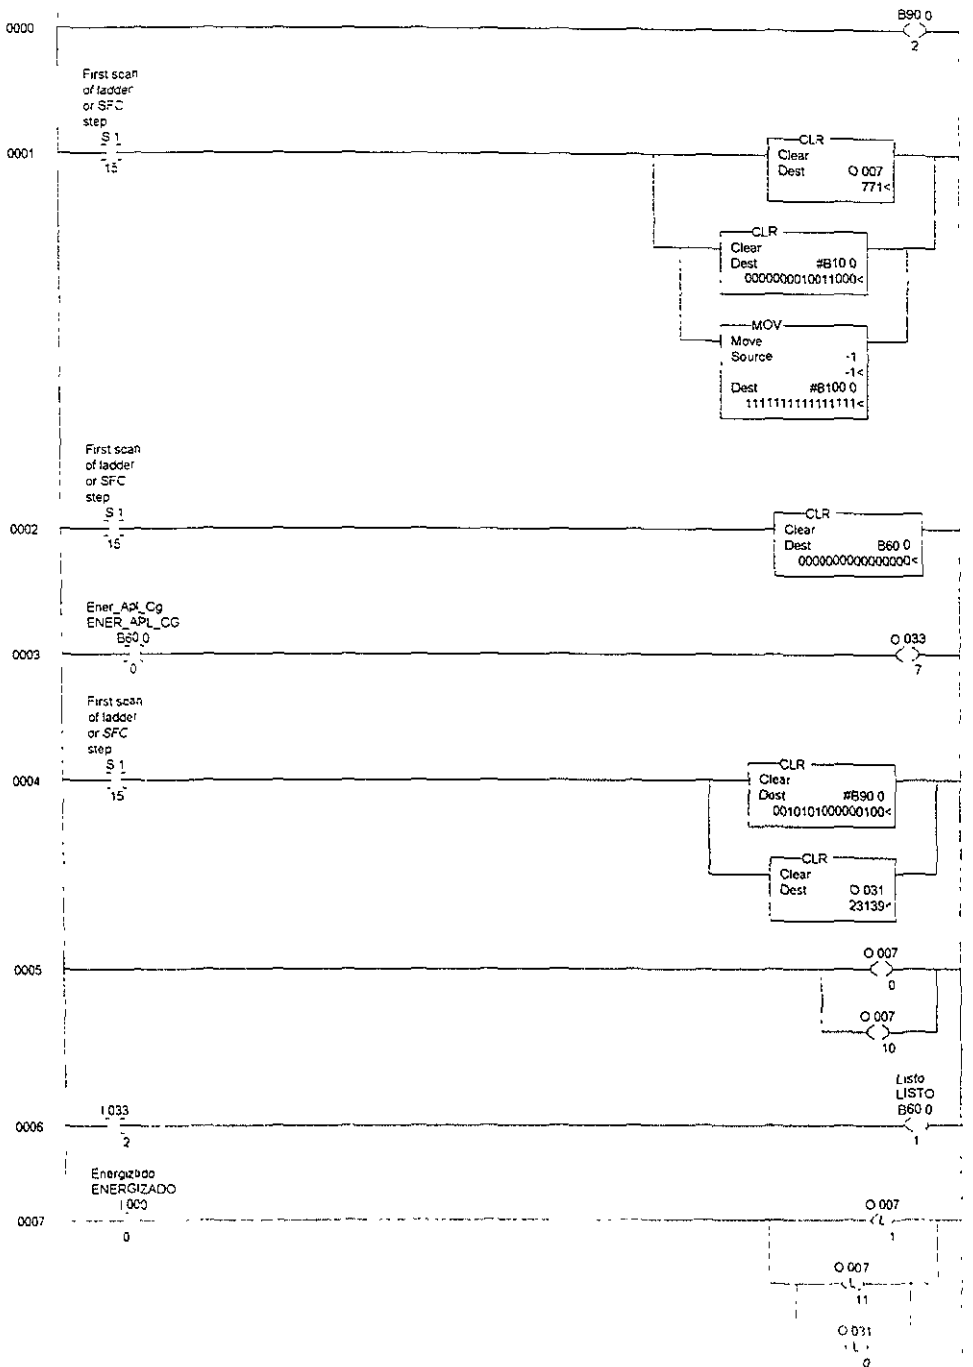 0000
B90 0
2
First scan
of ladder
or SFC
step
S 1
0001
15
CLR
Clear
Dest O 007
771<
CLR
Clear
Dest #B10 0
0000000010011000<
MOV
Move
Source -1
-1<
Dest #B100 0
1111111111111111<
First scan
of ladder
or SFC
step
S 1
0002
15
CLR
Clear
Dest B60 0
0000000000000000<
Ener_Apl_Cg
ENER_APL_CG
B60 0
0003
0
O 033
7
First scan
of ladder
or SFC
step
S 1
0004
15
CLR
Clear
Dest #B90 0
0010101000000100<
CLR
Clear
Dest O 031
23139<
0005
O 007
0
O 007
10
0006
I 033
2
Listo
LISTO
B60 0
1
Energizado
ENERGIZADO
I 000
0007
0
O 007
L
1
O 007
L
11
O 031
L
0